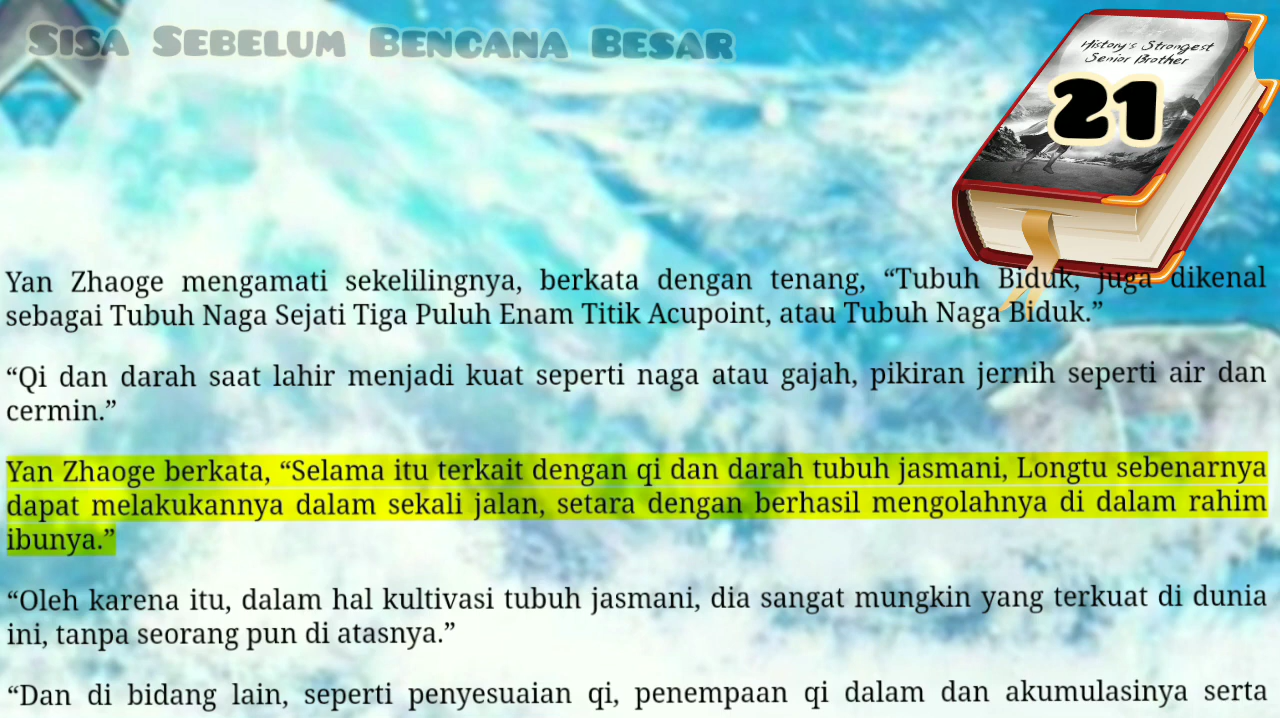 Sisa Sebelum Bencana Besar
History's Strongest
Senior Brother
21
Yan Zhaoge mengamati sekelilingnya, berkata dengan tenang, “Tubuh Biduk, juga dikenal
sebagai Tubuh Naga Sejati Tiga Puluh Enam Titik Acupoint, atau Tubuh Naga Biduk.”
“Qi dan darah saat lahir menjadi kuat seperti naga atau gajah, pikiran jernih seperti air dan
cermin.”
Yan Zhaoge berkata, “Selama itu terkait dengan qi dan darah tubuh jasmani, Longtu sebenarnya
dapat melakukannya dalam sekali jalan, setara dengan berhasil mengolahnya di dalam rahim
ibunya.”
“Oleh karena itu, dalam hal kultivasi tubuh jasmani, dia sangat mungkin yang terkuat di dunia
ini, tanpa seorang pun di atasnya.”
“Dan di bidang lain, seperti penyesuaian qi, penempaan qi dalam dan akumulasinya serta